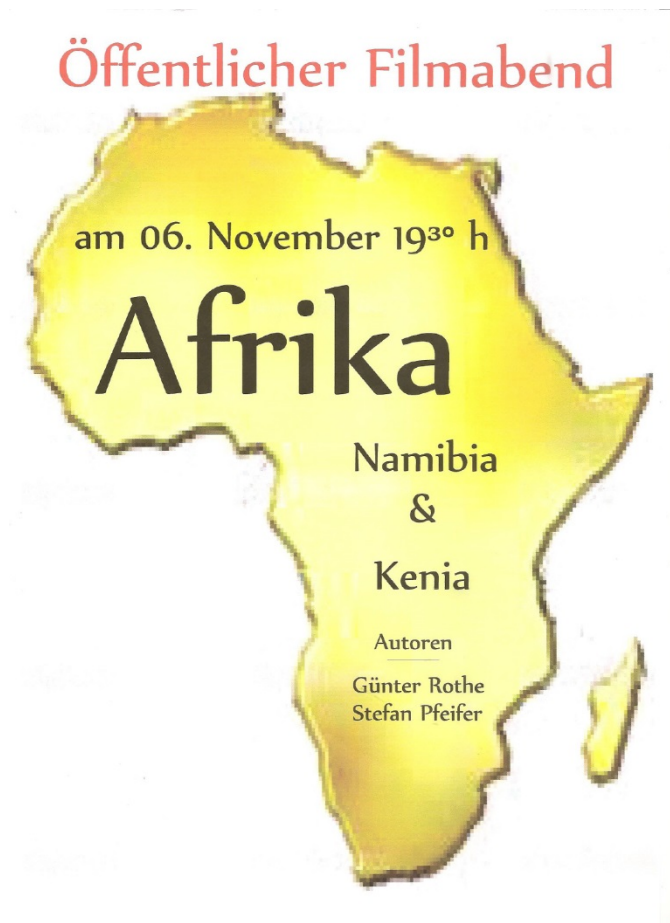 Öffentlicher Filmabend
am 06. November 19³⁰ h
Afrika
Namibia
&
Kenia
Autoren
Günter Rothe
Stefan Pfeifer